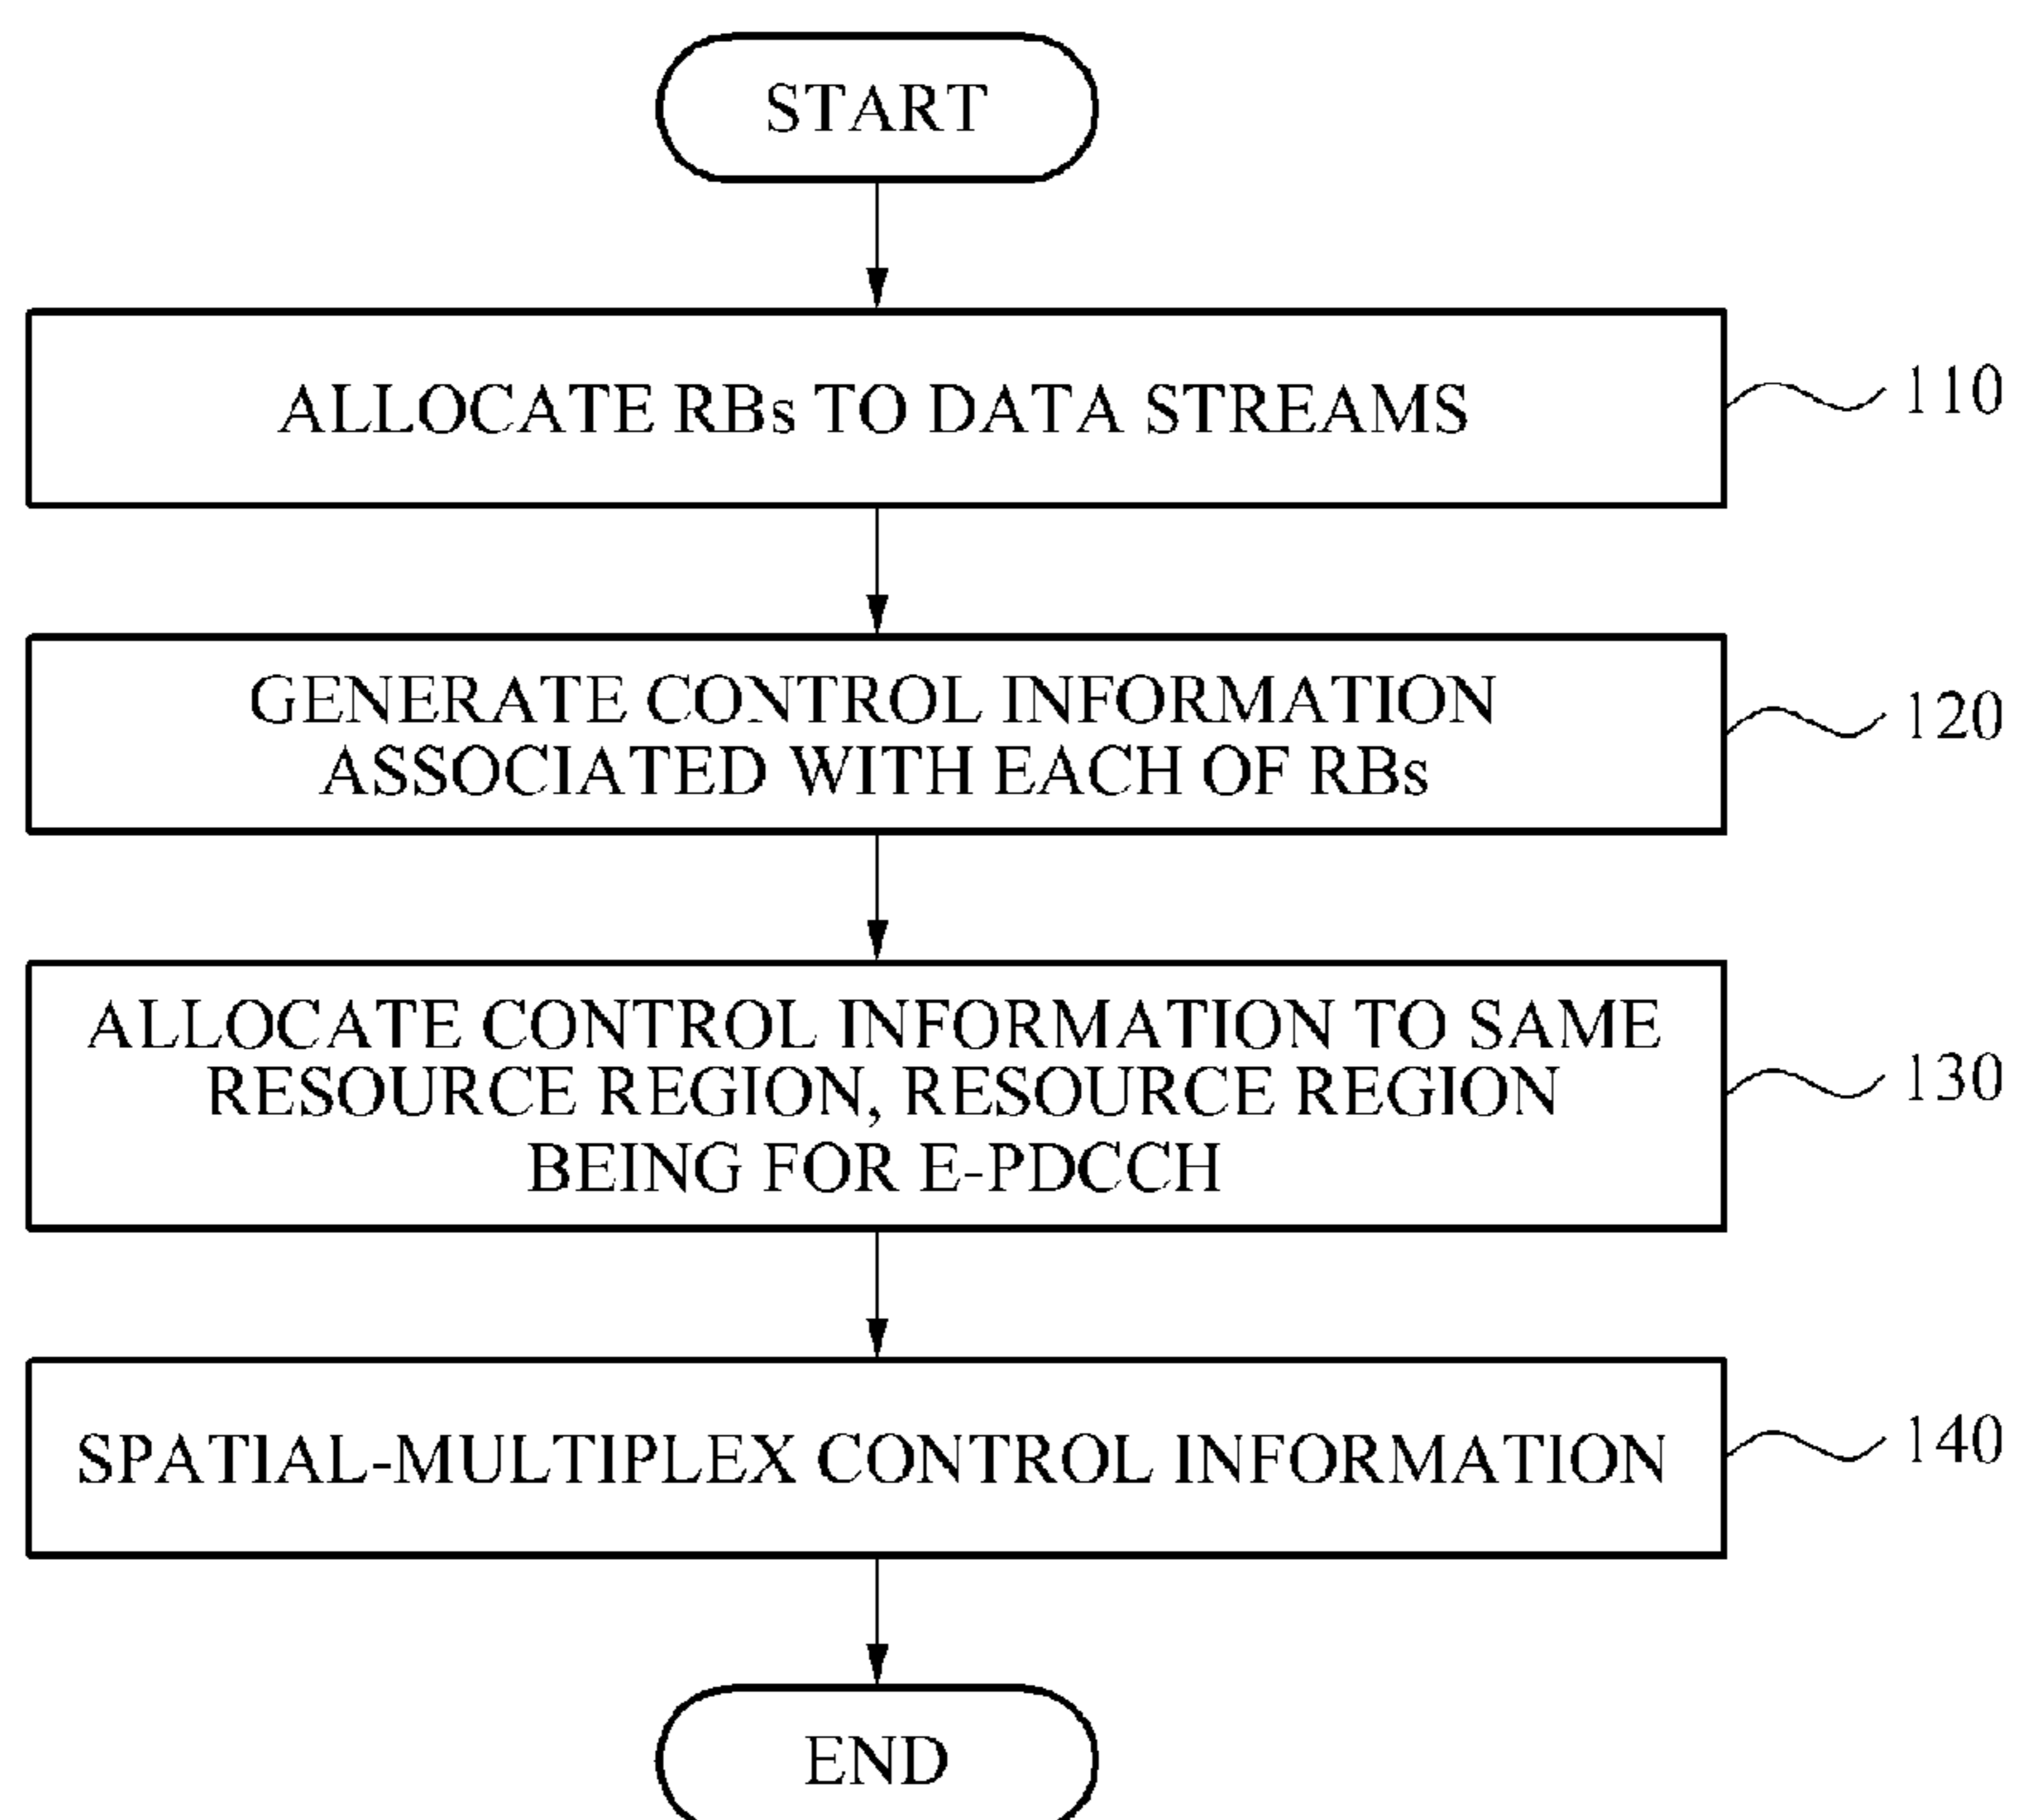 START
ALLOCATE RBs TO DATA STREAMS
110
GENERATE CONTROL INFORMATION
ASSOCIATED WITH EACH OF RBs
120
ALLOCATE CONTROL INFORMATION TO SAME
RESOURCE REGION, RESOURCE REGION
BEING FOR E-PDCCH
130
SPATIAL-MULTIPLEX CONTROL INFORMATION
140
END